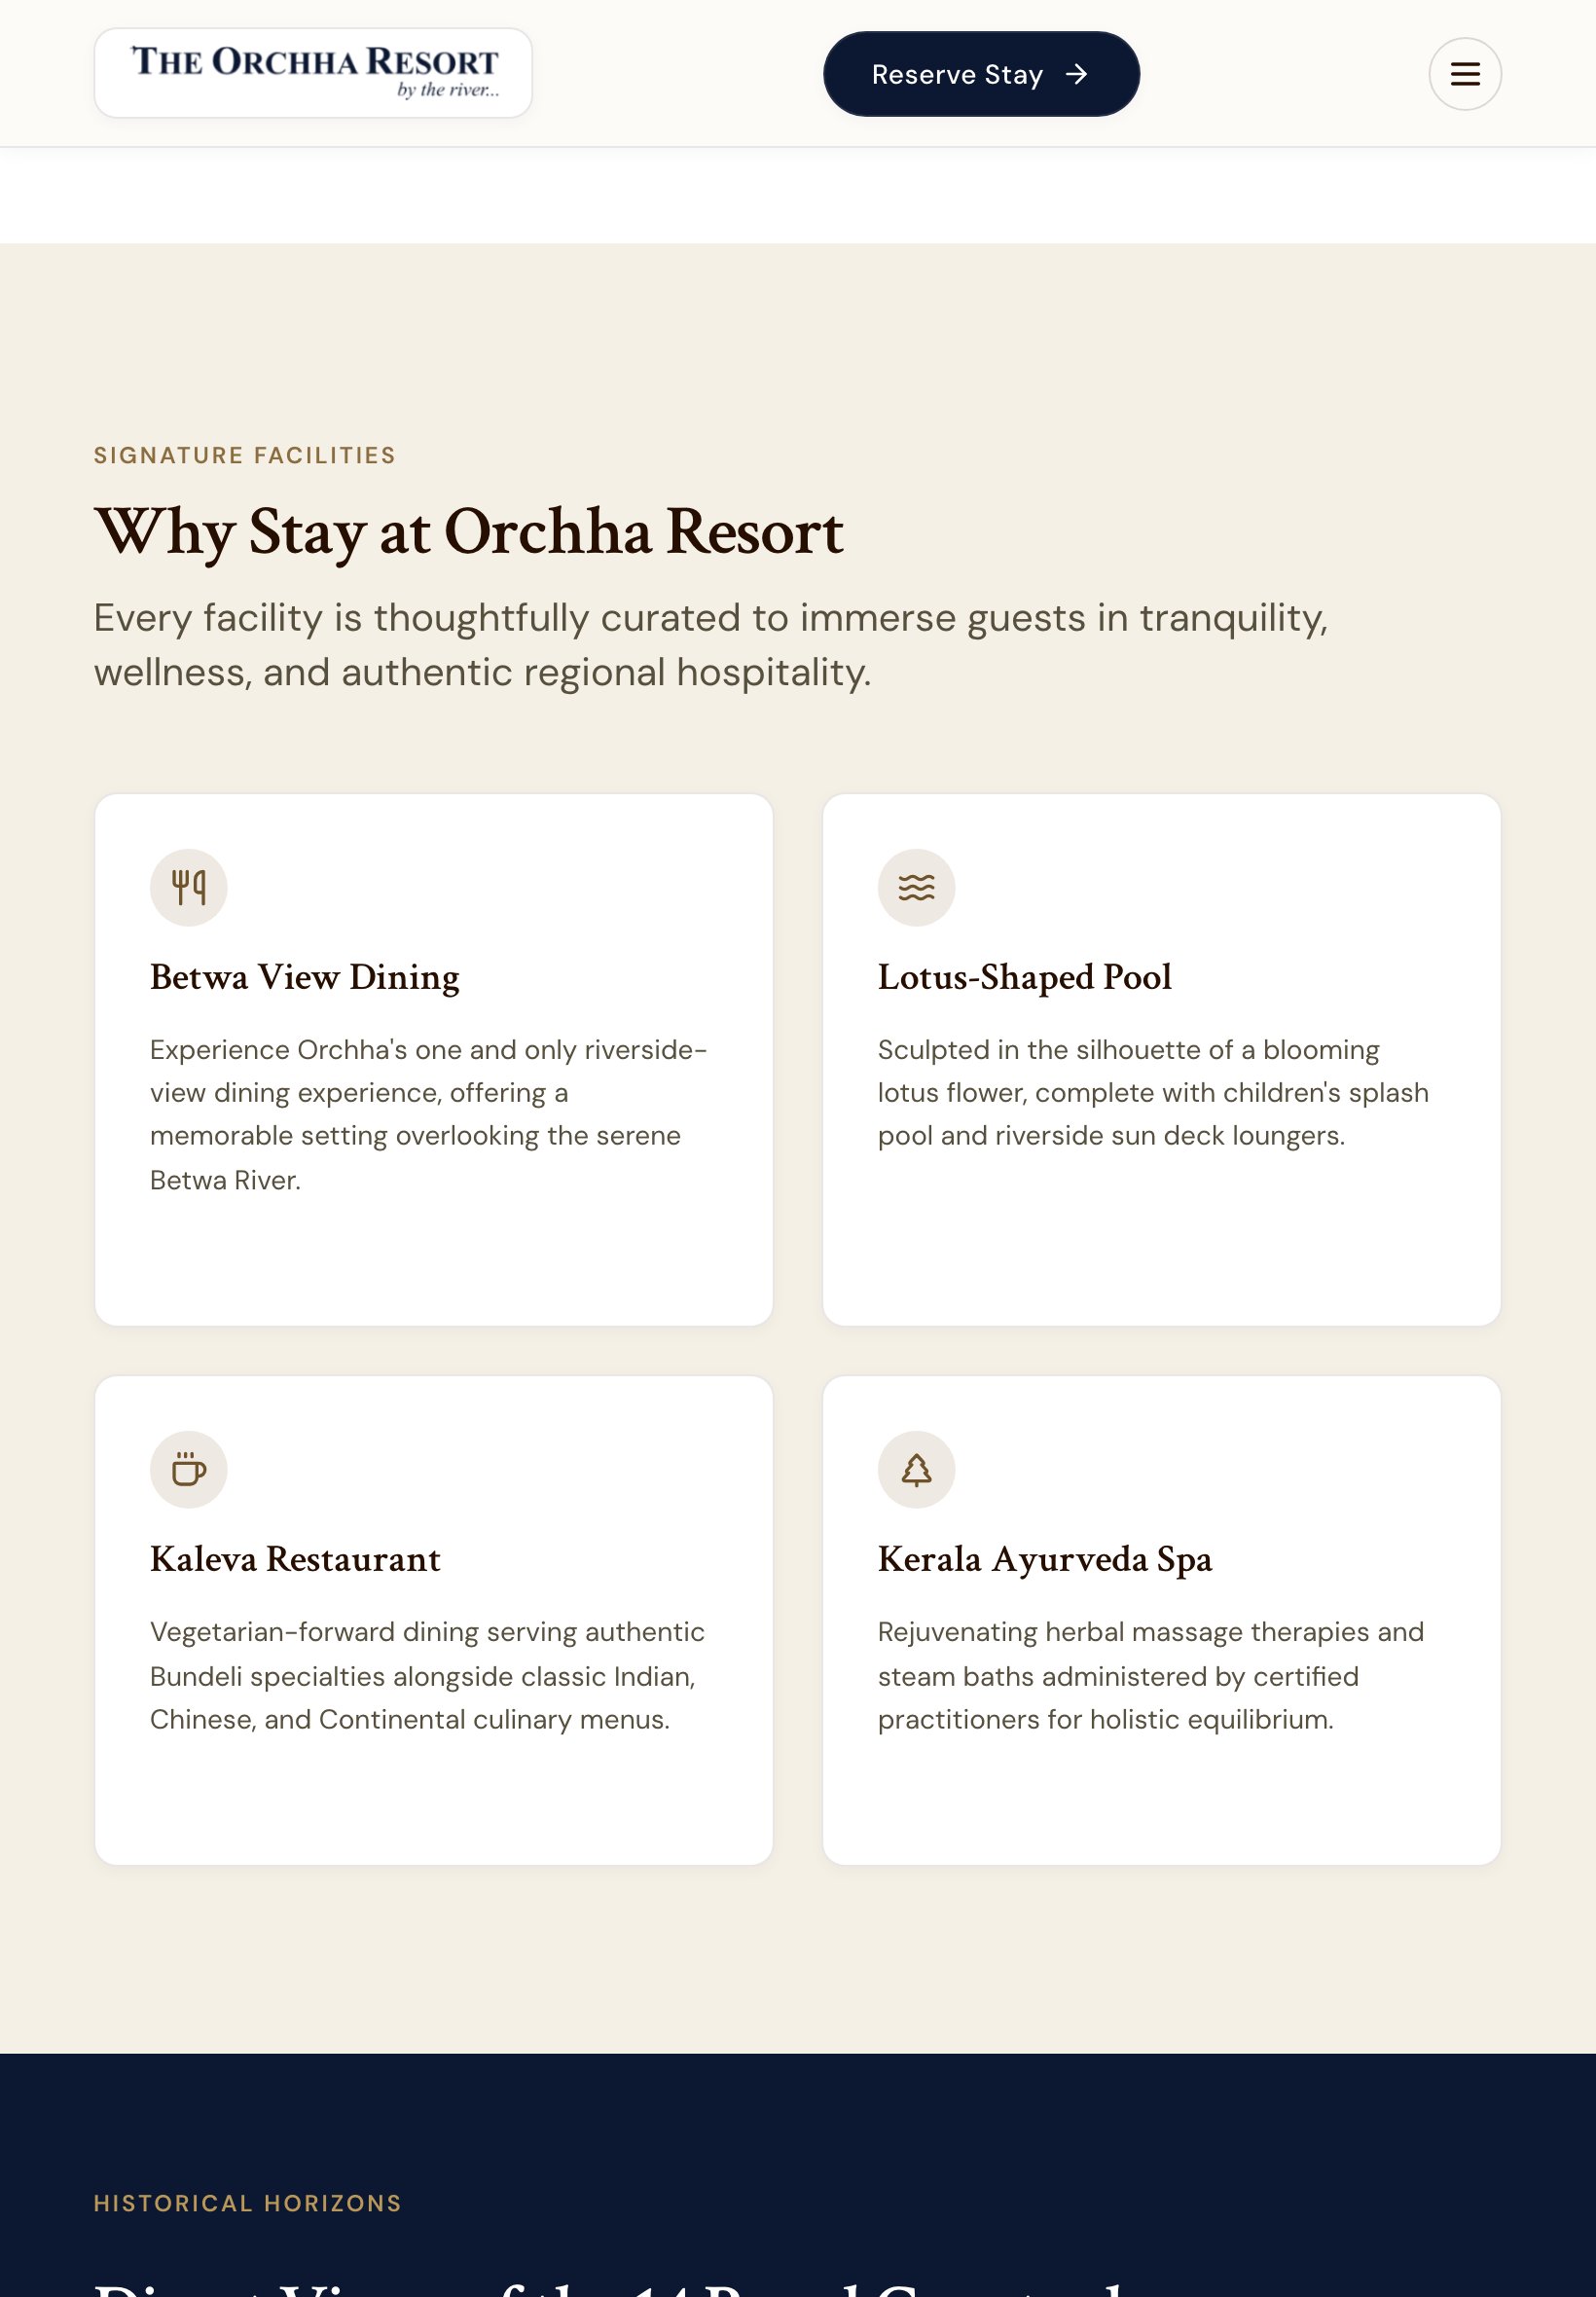 THE ORCHHA RESORT
by the river...
Reserve Stay
SIGNATURE FACILITIES
Why Stay at Orchha Resort
Every facility is thoughtfully curated to immerse guests in tranquility,
wellness, and authentic regional hospitality.
Betwa View Dining
Experience Orchha's one and only riverside-
view dining experience, offering a
memorable setting overlooking the serene
Betwa River.
Lotus-Shaped Pool
Sculpted in the silhouette of a blooming
lotus flower, complete with children's splash
pool and riverside sun deck loungers.
Kaleva Restaurant
Vegetarian-forward dining serving authentic
Bundeli specialties alongside classic Indian,
Chinese, and Continental culinary menus.
Kerala Ayurveda Spa
Rejuvenating herbal massage therapies and
steam baths administered by certified
practitioners for holistic equilibrium.
HISTORICAL HORIZONS
of the 14 Royal